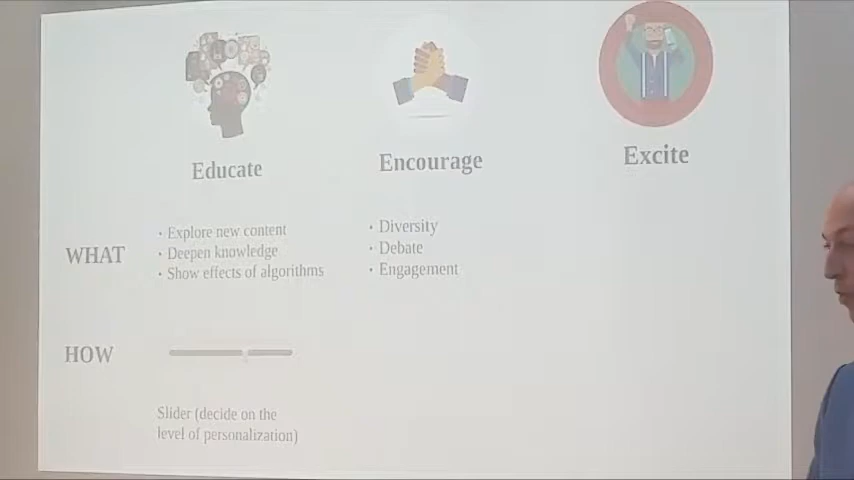 Educate
Encourage
Excite
WHAT
• Explore new content
• Deepen knowledge
• Show effects of algorithms
• Diversity
• Debate
• Engagement
HOW
Slider (decide on the
level of personalization)